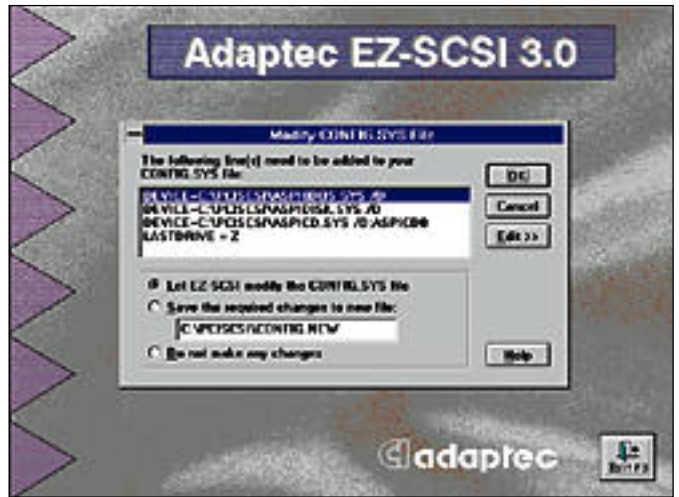 Adaptec EZ-SCSI 3.0
Modify CONFIG.SYS File
The following line(s) need to be added to your
CONFIG.SYS file:
DEVICE=C:\PCISCSI\ /D
DEVICE=C:\PCISCSI\ASPIDISK.SYS /D
DEVICE=C:\PCISCSI\ASPICD.SYS /D:ASPICD0
LASTDRIVE = Z
OK
Cancel
Edit >>
Let EZ-SCSI modify the CONFIG.SYS file
Save the required changes to new file:
C:\PCISCSI\CONFIG.NEW
Do not make any changes
Help
adaptec